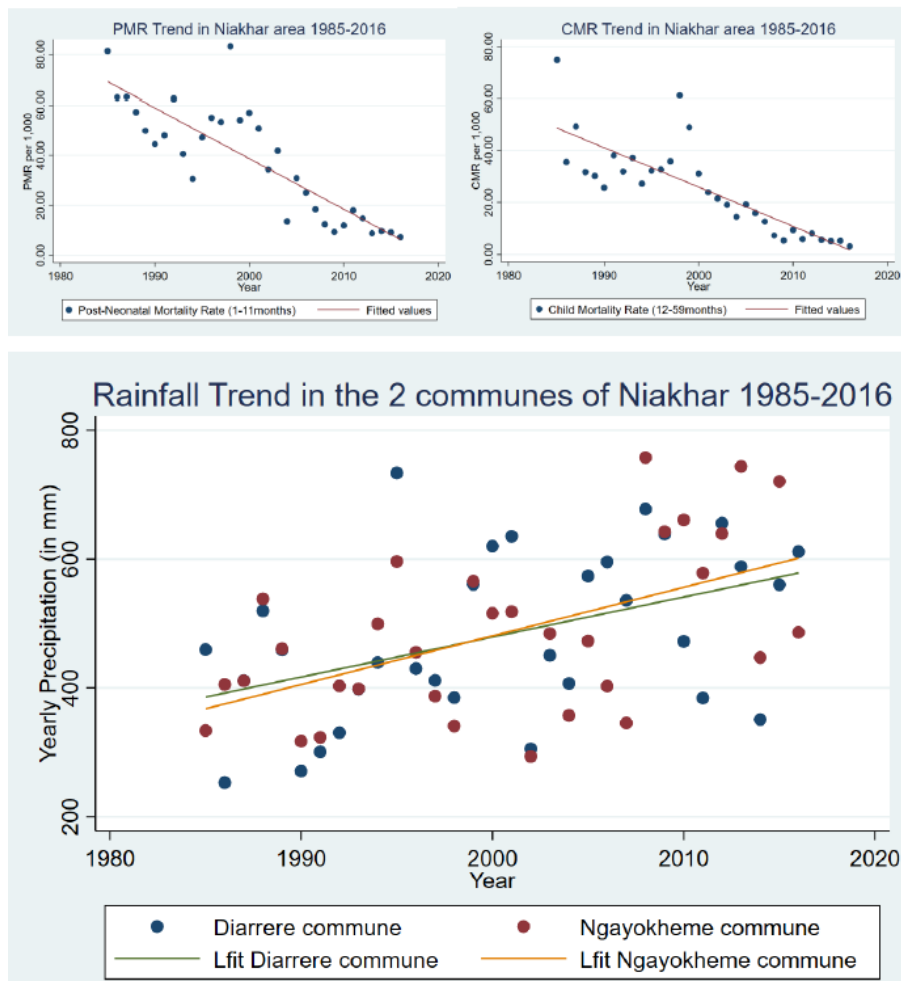 PMR Trend in Niakhar area 1985-2016
PMR per 1,000
80.00
60.00
40.00
20.00
0.00
1980
1990
2000
2010
2020
Year
Post-Neonatal Mortality Rate (1-11months)
Fitted values
CMR Trend in Niakhar area 1985-2016
CMR per 1,000
80.00
60.00
40.00
20.00
0.00
1980
1990
2000
2010
2020
Year
Child Mortality Rate (12-59months)
Fitted values
Rainfall Trend in the 2 communes of Niakhar 1985-2016
Yearly Precipitation (in mm)
800
600
400
200
1980
1990
2000
2010
2020
Year
Diarrere commune
Ngayokheme commune
Lfit Diarrere commune
Lfit Ngayokheme commune